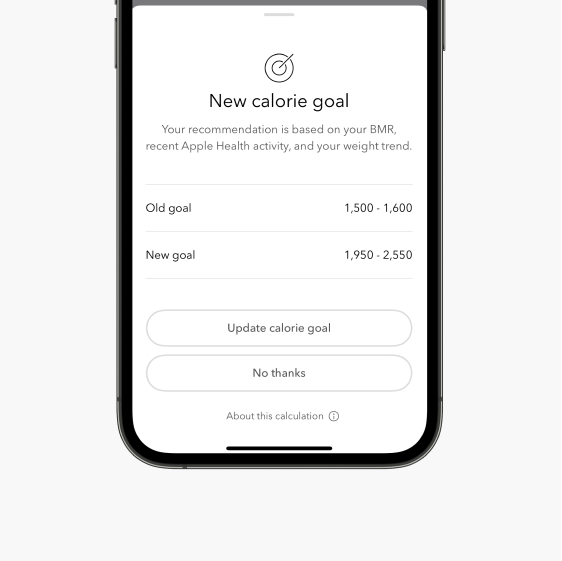 New calorie goal
Your recommendation is based on your BMR,
recent Apple Health activity, and your weight trend.
Old goal 1,500 - 1,600
New goal 1,950 - 2,550
Update calorie goal
No thanks
About this calculation